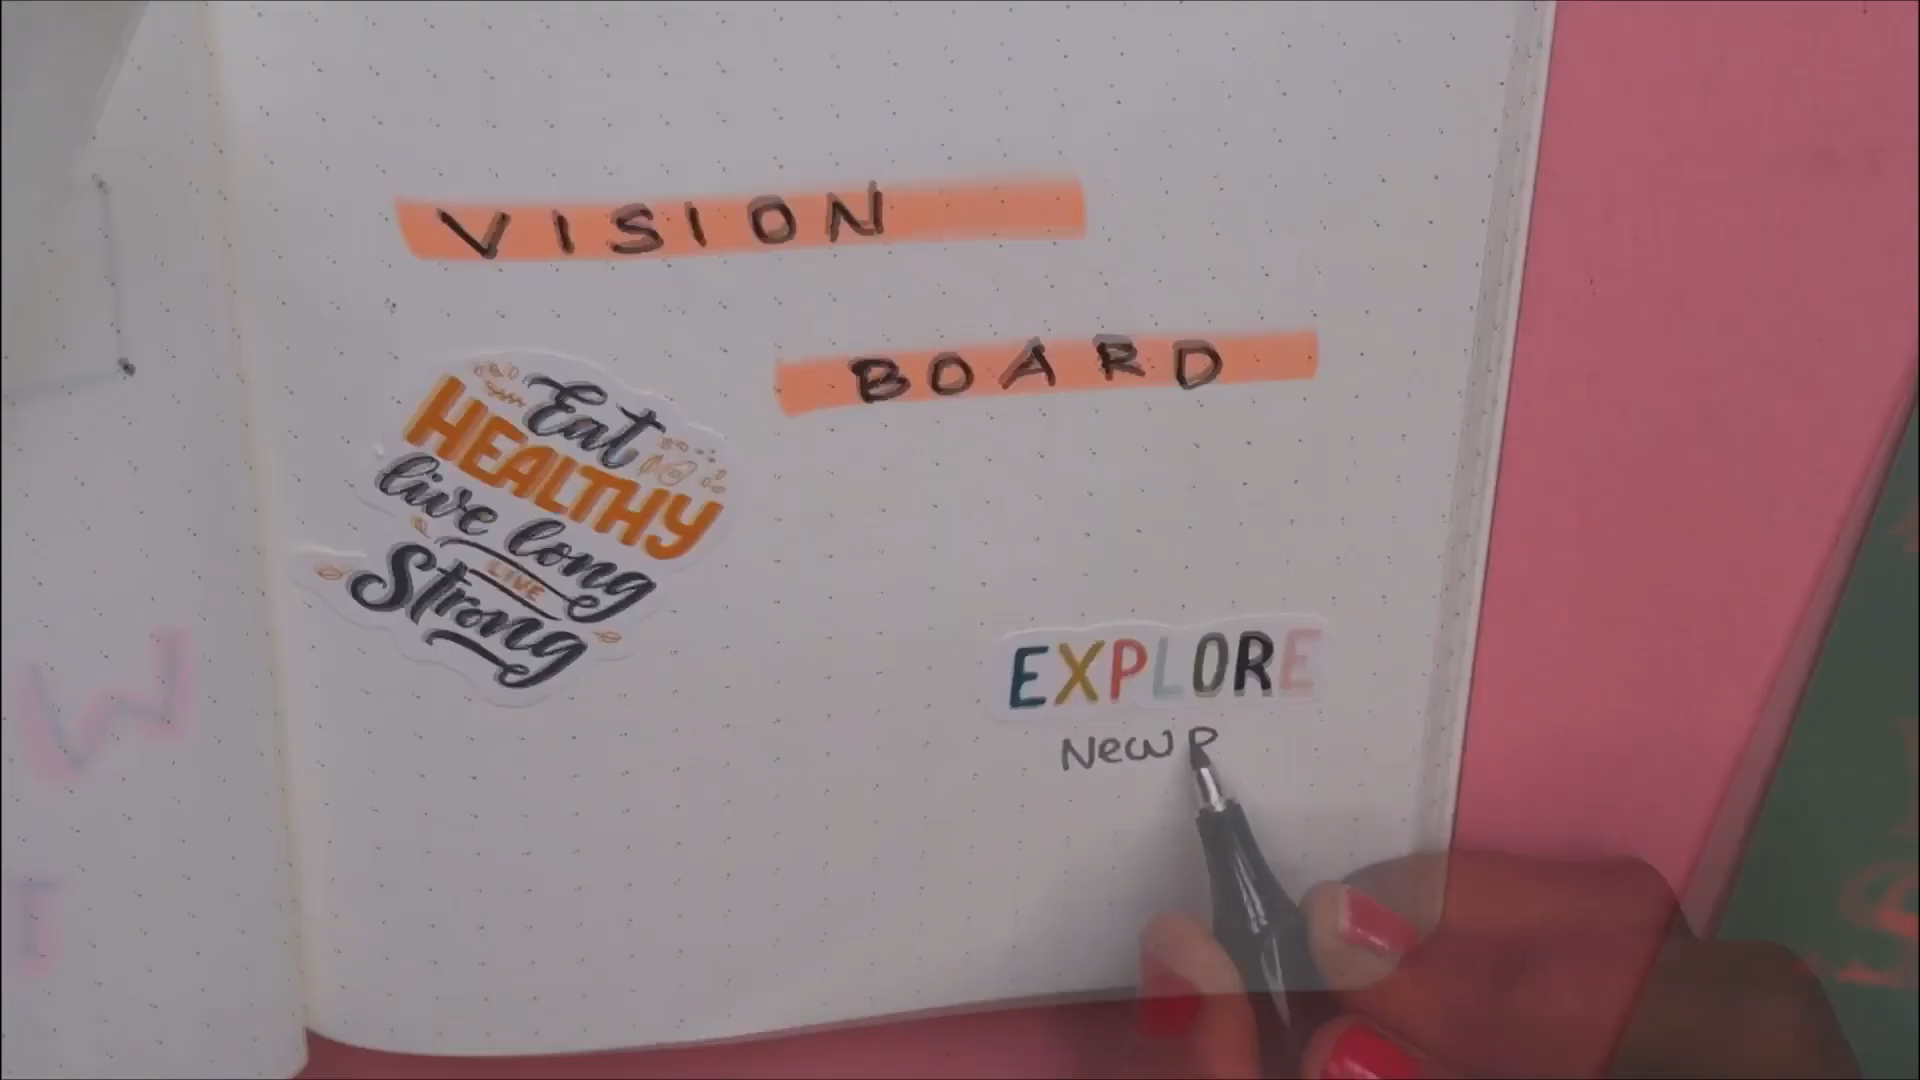 VISION
BOARD
Eat
HEALTHY
live long
LIVE
Strong
EXPLORE
New P
W